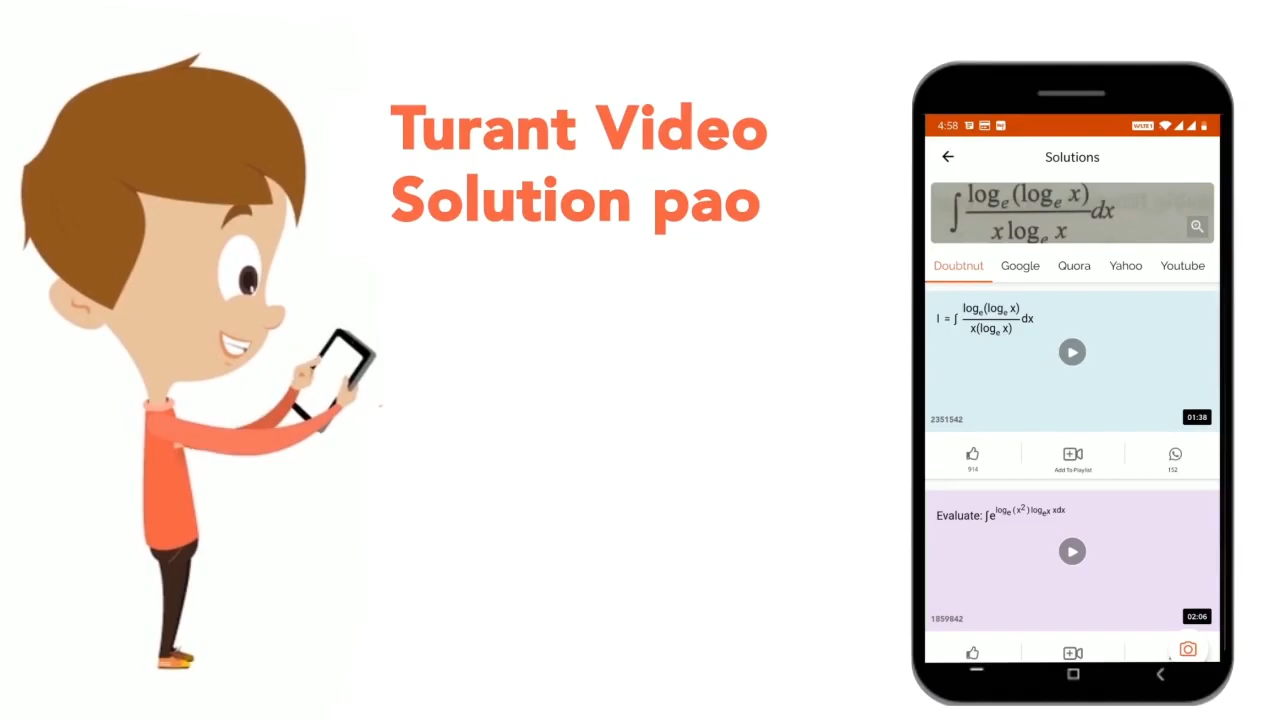 Turant Video
Solution pao
4:58
VoLTE1
Solutions
∫ logₑ(logₑ x) / x logₑ x dx
Doubtnut Google Quora Yahoo Youtube
I = ∫ logₑ(logₑ x) / x(logₑ x) dx
2351542 01:38
914 Add To Playlist 152
Evaluate: ∫e^logₑ(x²)logₑx xdx
1859842 02:06